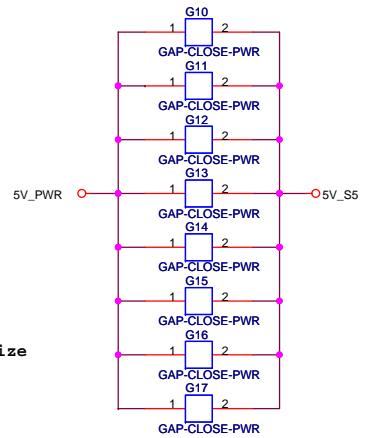 G10
1 2
GAP-CLOSE-PWR
G11
1 2
GAP-CLOSE-PWR
G12
1 2
GAP-CLOSE-PWR
G13
5V_PWR 1 2 5V_S5
GAP-CLOSE-PWR
G14
1 2
GAP-CLOSE-PWR
G15
1 2
GAP-CLOSE-PWR
G16
ize 1 2
GAP-CLOSE-PWR
G17
1 2
GAP-CLOSE-PWR